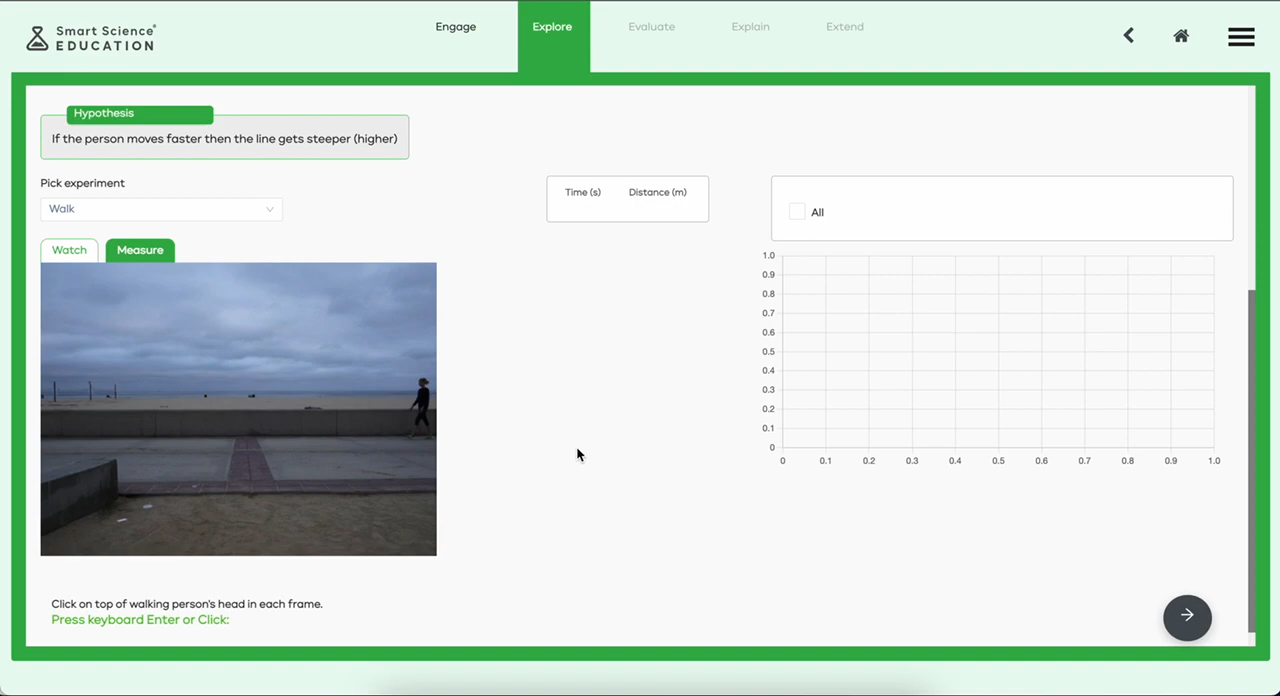 Smart Science®
EDUCATION
Engage
Explore
Evaluate
Explain
Extend
Hypothesis
If the person moves faster then the line gets steeper (higher)
Pick experiment
Walk
Watch
Measure
Time (s) Distance (m)
All
1.0
0.9
0.8
0.7
0.6
0.5
0.4
0.3
0.2
0.1
0
0 0.1 0.2 0.3 0.4 0.5 0.6 0.7 0.8 0.9 1.0
Click on top of walking person's head in each frame.
Press keyboard Enter or Click: